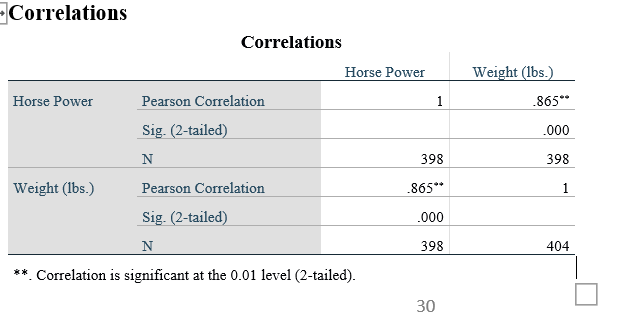 Correlations
Correlations
Horse Power Weight (lbs.)
Horse Power Pearson Correlation 1 .865**
Sig. (2-tailed) .000
N 398 398
Weight (lbs.) Pearson Correlation .865** 1
Sig. (2-tailed) .000
N 398 404
**. Correlation is significant at the 0.01 level (2-tailed).
30